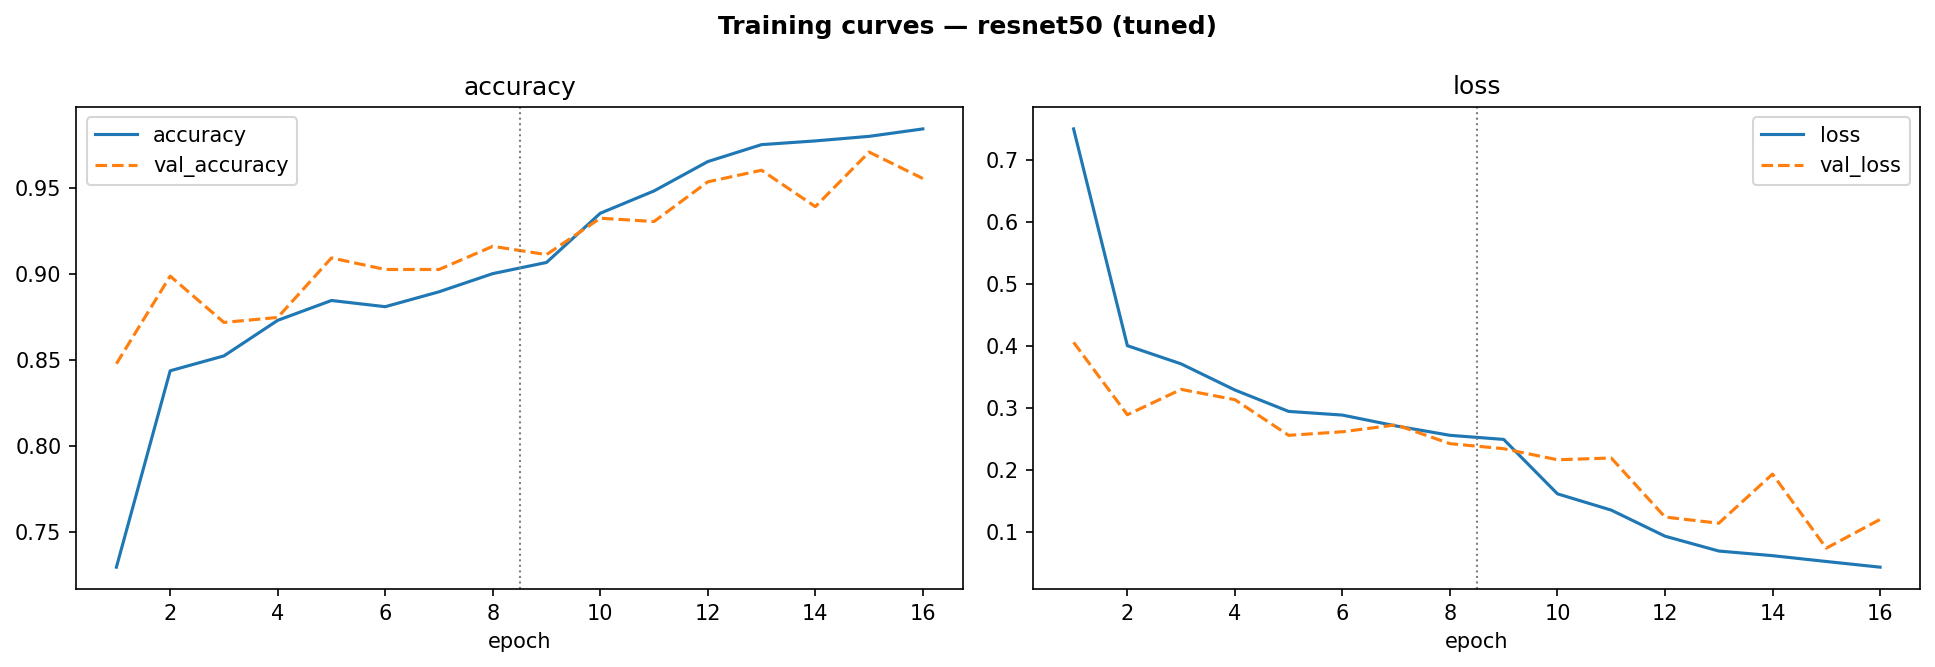 Training curves — resnet50 (tuned)
accuracy
accuracy
val_accuracy
0.95
0.90
0.85
0.80
0.75
2 4 6 8 10 12 14 16
epoch
loss
loss
val_loss
0.7
0.6
0.5
0.4
0.3
0.2
0.1
2 4 6 8 10 12 14 16
epoch